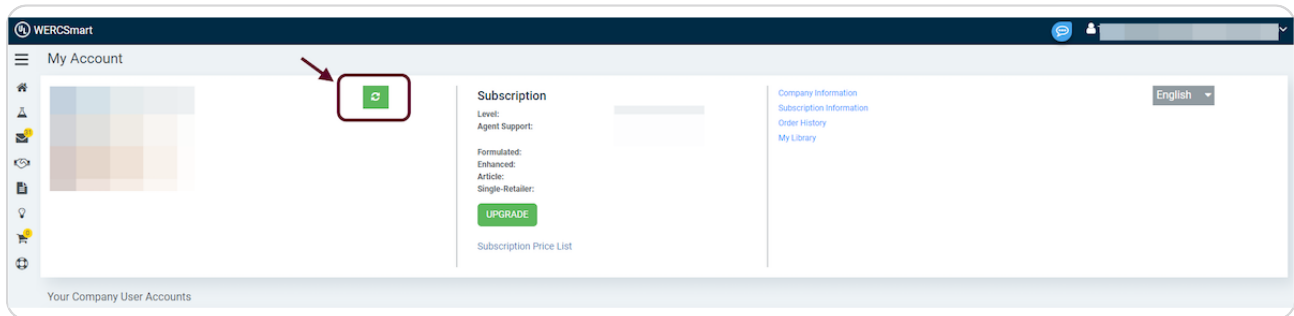 UL WERCSmart
My Account
Subscription
Level:
Agent Support:
Formulated:
Enhanced:
Article:
Single-Retailer:
UPGRADE
Subscription Price List
Company Information
Subscription Information
Order History
My Library
English
Your Company User Accounts